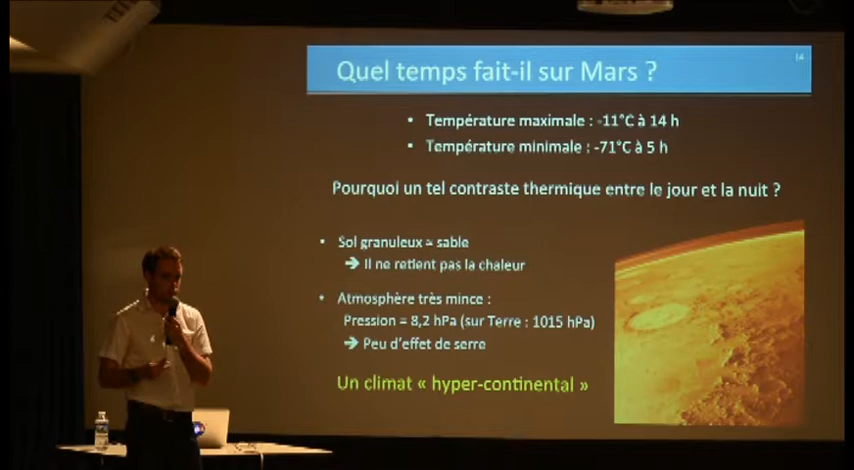 Quel temps fait-il sur Mars ?
14
• Température maximale : -11°C à 14 h
• Température minimale : -71°C à 5 h
Pourquoi un tel contraste thermique entre le jour et la nuit ?
• Sol granuleux ≈ sable
➔ Il ne retient pas la chaleur
• Atmosphère très mince :
Pression = 8,2 hPa (sur Terre : 1015 hPa)
➔ Peu d'effet de serre
Un climat « hyper-continental »